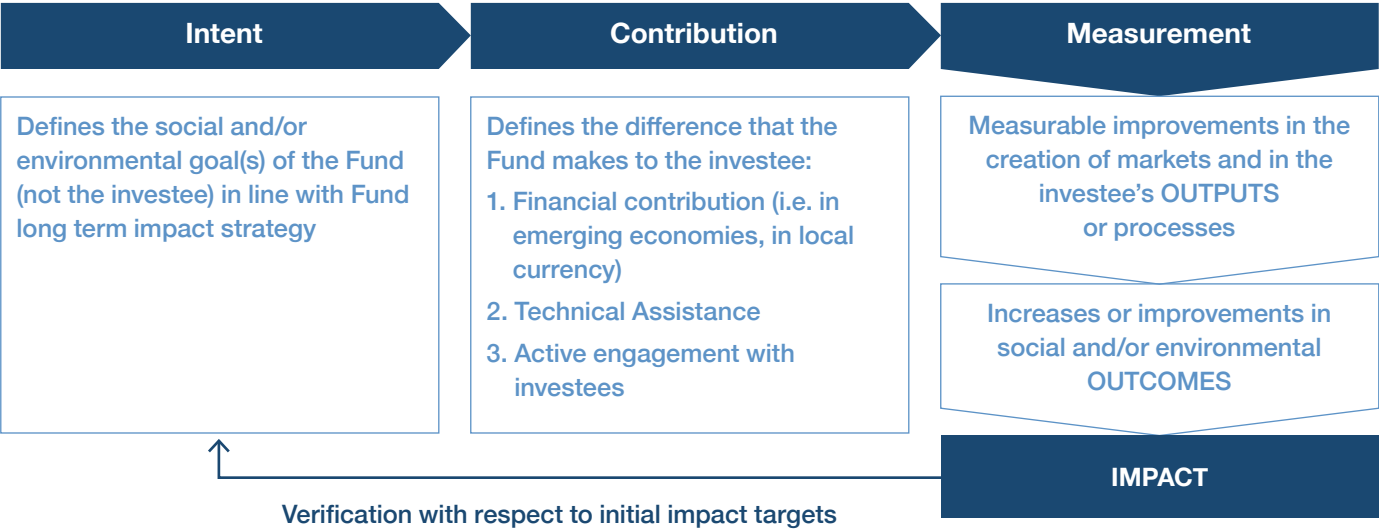 Intent
Defines the social and/or
environmental goal(s) of the Fund
(not the investee) in line with Fund
long term impact strategy
Contribution
Defines the difference that the
Fund makes to the investee:
1. Financial contribution (i.e. in
emerging economies, in local
currency)
2. Technical Assistance
3. Active engagement with
investees
Measurement
Measurable improvements in the
creation of markets and in the
investee’s OUTPUTS
or processes
Increases or improvements in
social and/or environmental
OUTCOMES
IMPACT
Verification with respect to initial impact targets